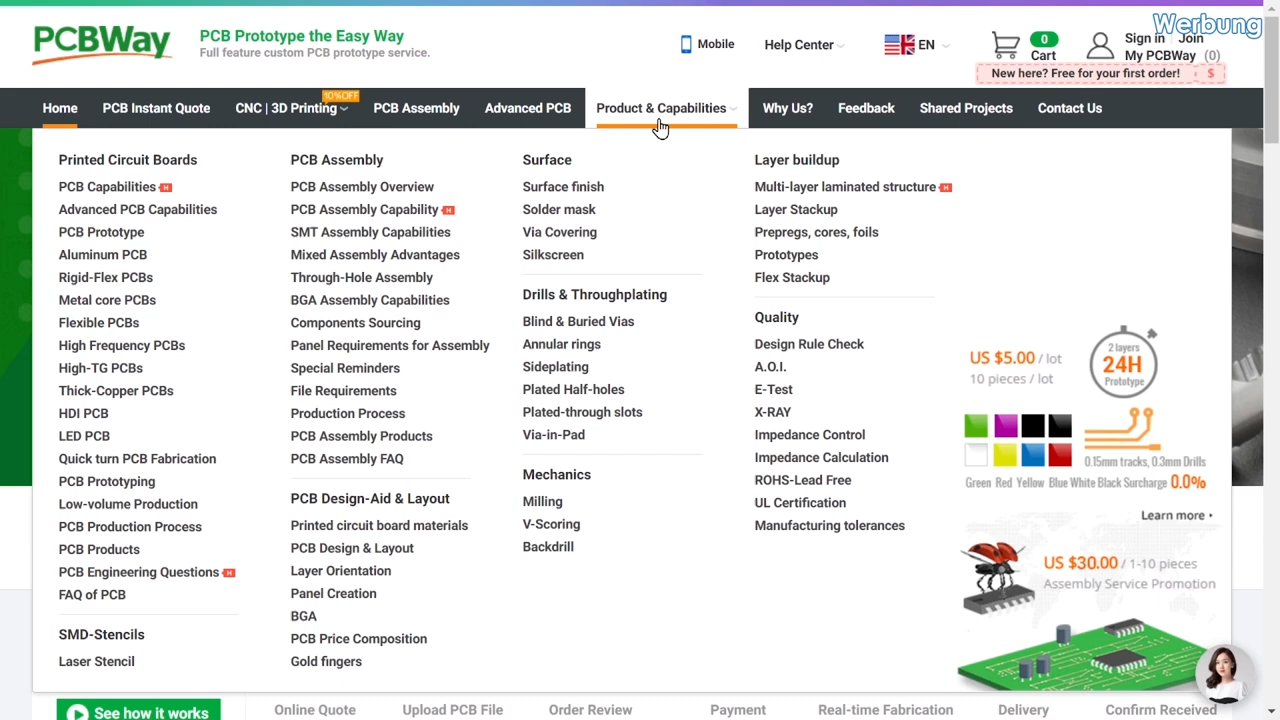 Werbung
PCBWay
PCB Prototype the Easy Way
Full feature custom PCB prototype service.
Mobile
Help Center
EN
0
Cart
Sign in
Join
My PCBWay (0)
New here? Free for your first order! $
Home
PCB Instant Quote
10%OFF
CNC | 3D Printing
PCB Assembly
Advanced PCB
Product & Capabilities
Why Us?
Feedback
Shared Projects
Contact Us
Printed Circuit Boards
PCB Capabilities H
Advanced PCB Capabilities
PCB Prototype
Aluminum PCB
Rigid-Flex PCBs
Metal core PCBs
Flexible PCBs
High Frequency PCBs
High-TG PCBs
Thick-Copper PCBs
HDI PCB
LED PCB
Quick turn PCB Fabrication
PCB Prototyping
Low-volume Production
PCB Production Process
PCB Products
PCB Engineering Questions H
FAQ of PCB
SMD-Stencils
Laser Stencil
PCB Assembly
PCB Assembly Overview
PCB Assembly Capability H
SMT Assembly Capabilities
Mixed Assembly Advantages
Through-Hole Assembly
BGA Assembly Capabilities
Components Sourcing
Panel Requirements for Assembly
Special Reminders
File Requirements
Production Process
PCB Assembly Products
PCB Assembly FAQ
PCB Design-Aid & Layout
Printed circuit board materials
PCB Design & Layout
Layer Orientation
Panel Creation
BGA
PCB Price Composition
Gold fingers
Surface
Surface finish
Solder mask
Via Covering
Silkscreen
Drills & Throughplating
Blind & Buried Vias
Annular rings
Sideplating
Plated Half-holes
Plated-through slots
Via-in-Pad
Mechanics
Milling
V-Scoring
Backdrill
Layer buildup
Multi-layer laminated structure H
Layer Stackup
Prepregs, cores, foils
Prototypes
Flex Stackup
Quality
Design Rule Check
A.O.I.
E-Test
X-RAY
Impedance Control
Impedance Calculation
ROHS-Lead Free
UL Certification
Manufacturing tolerances
US $5.00 / lot
10 pieces / lot
2 layers
24H
Prototype
0.15mm tracks, 0.3mm Drills
Green Red Yellow Blue White Black Surcharge 0.0%
Learn more
US $30.00 / 1-10 pieces
Assembly Service Promotion
See how it works
Online Quote
Upload PCB File
Order Review
Payment
Real-time Fabrication
Delivery
Confirm Received